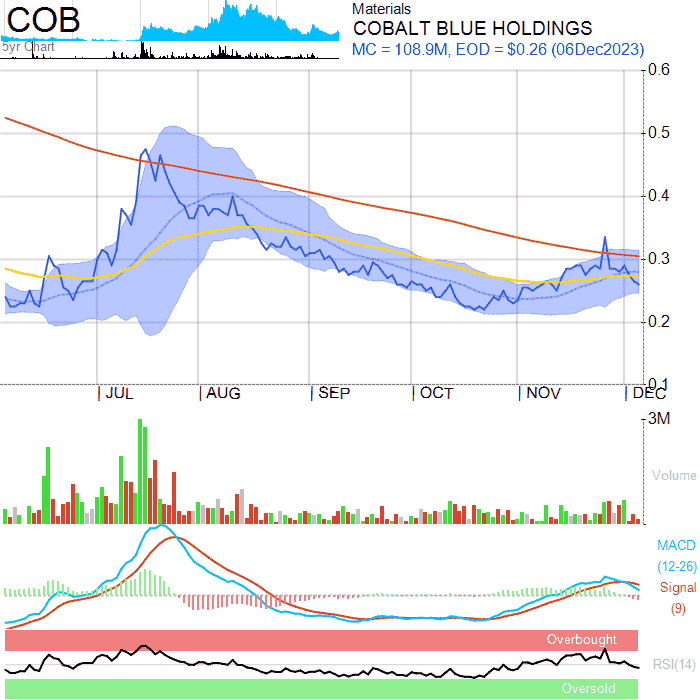 COB
5yr Chart
Materials
COBALT BLUE HOLDINGS
MC = 108.9M, EOD = $0.26 (06Dec2023)
0.6
0.5
0.4
0.3
0.2
0.1
JUL
AUG
SEP
OCT
NOV
DEC
3M
Volume
MACD
(12-26)
Signal
(9)
Overbought
RSI(14)
Oversold